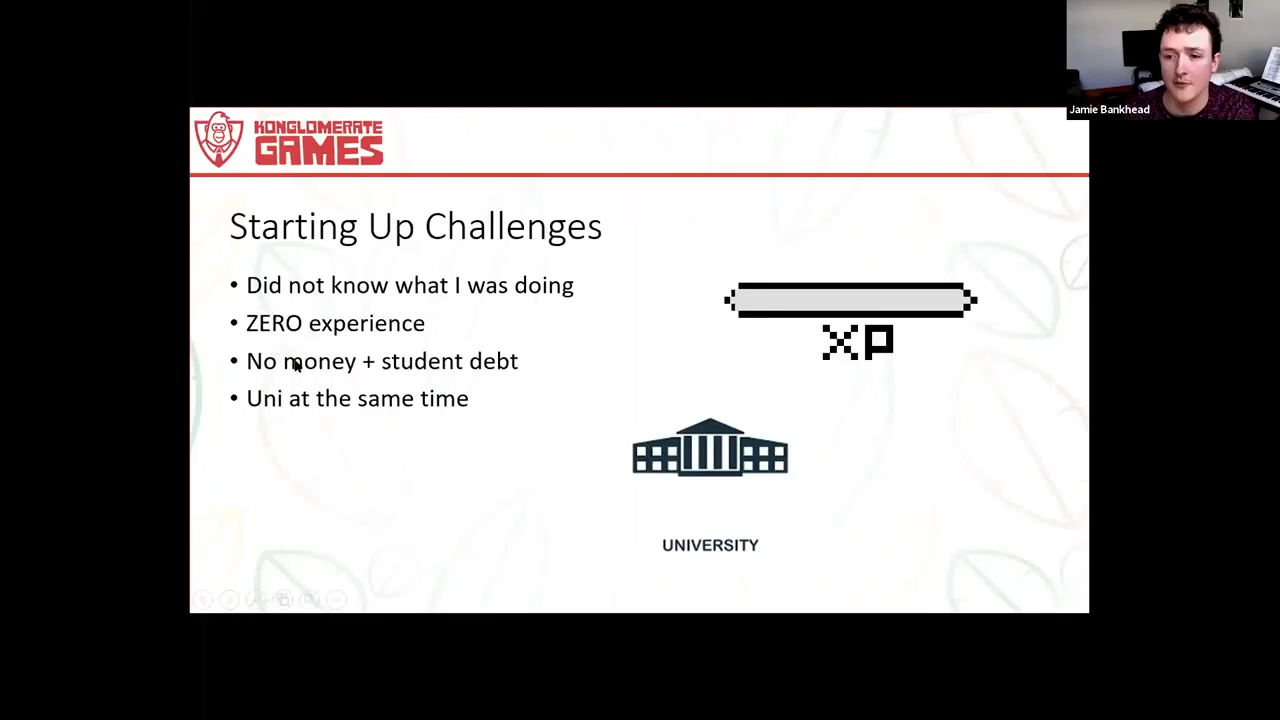 Jamie Bankhead
KONGLOMERATE
GAMES
Starting Up Challenges
• Did not know what I was doing
• ZERO experience
• No money + student debt
• Uni at the same time
XP
UNIVERSITY